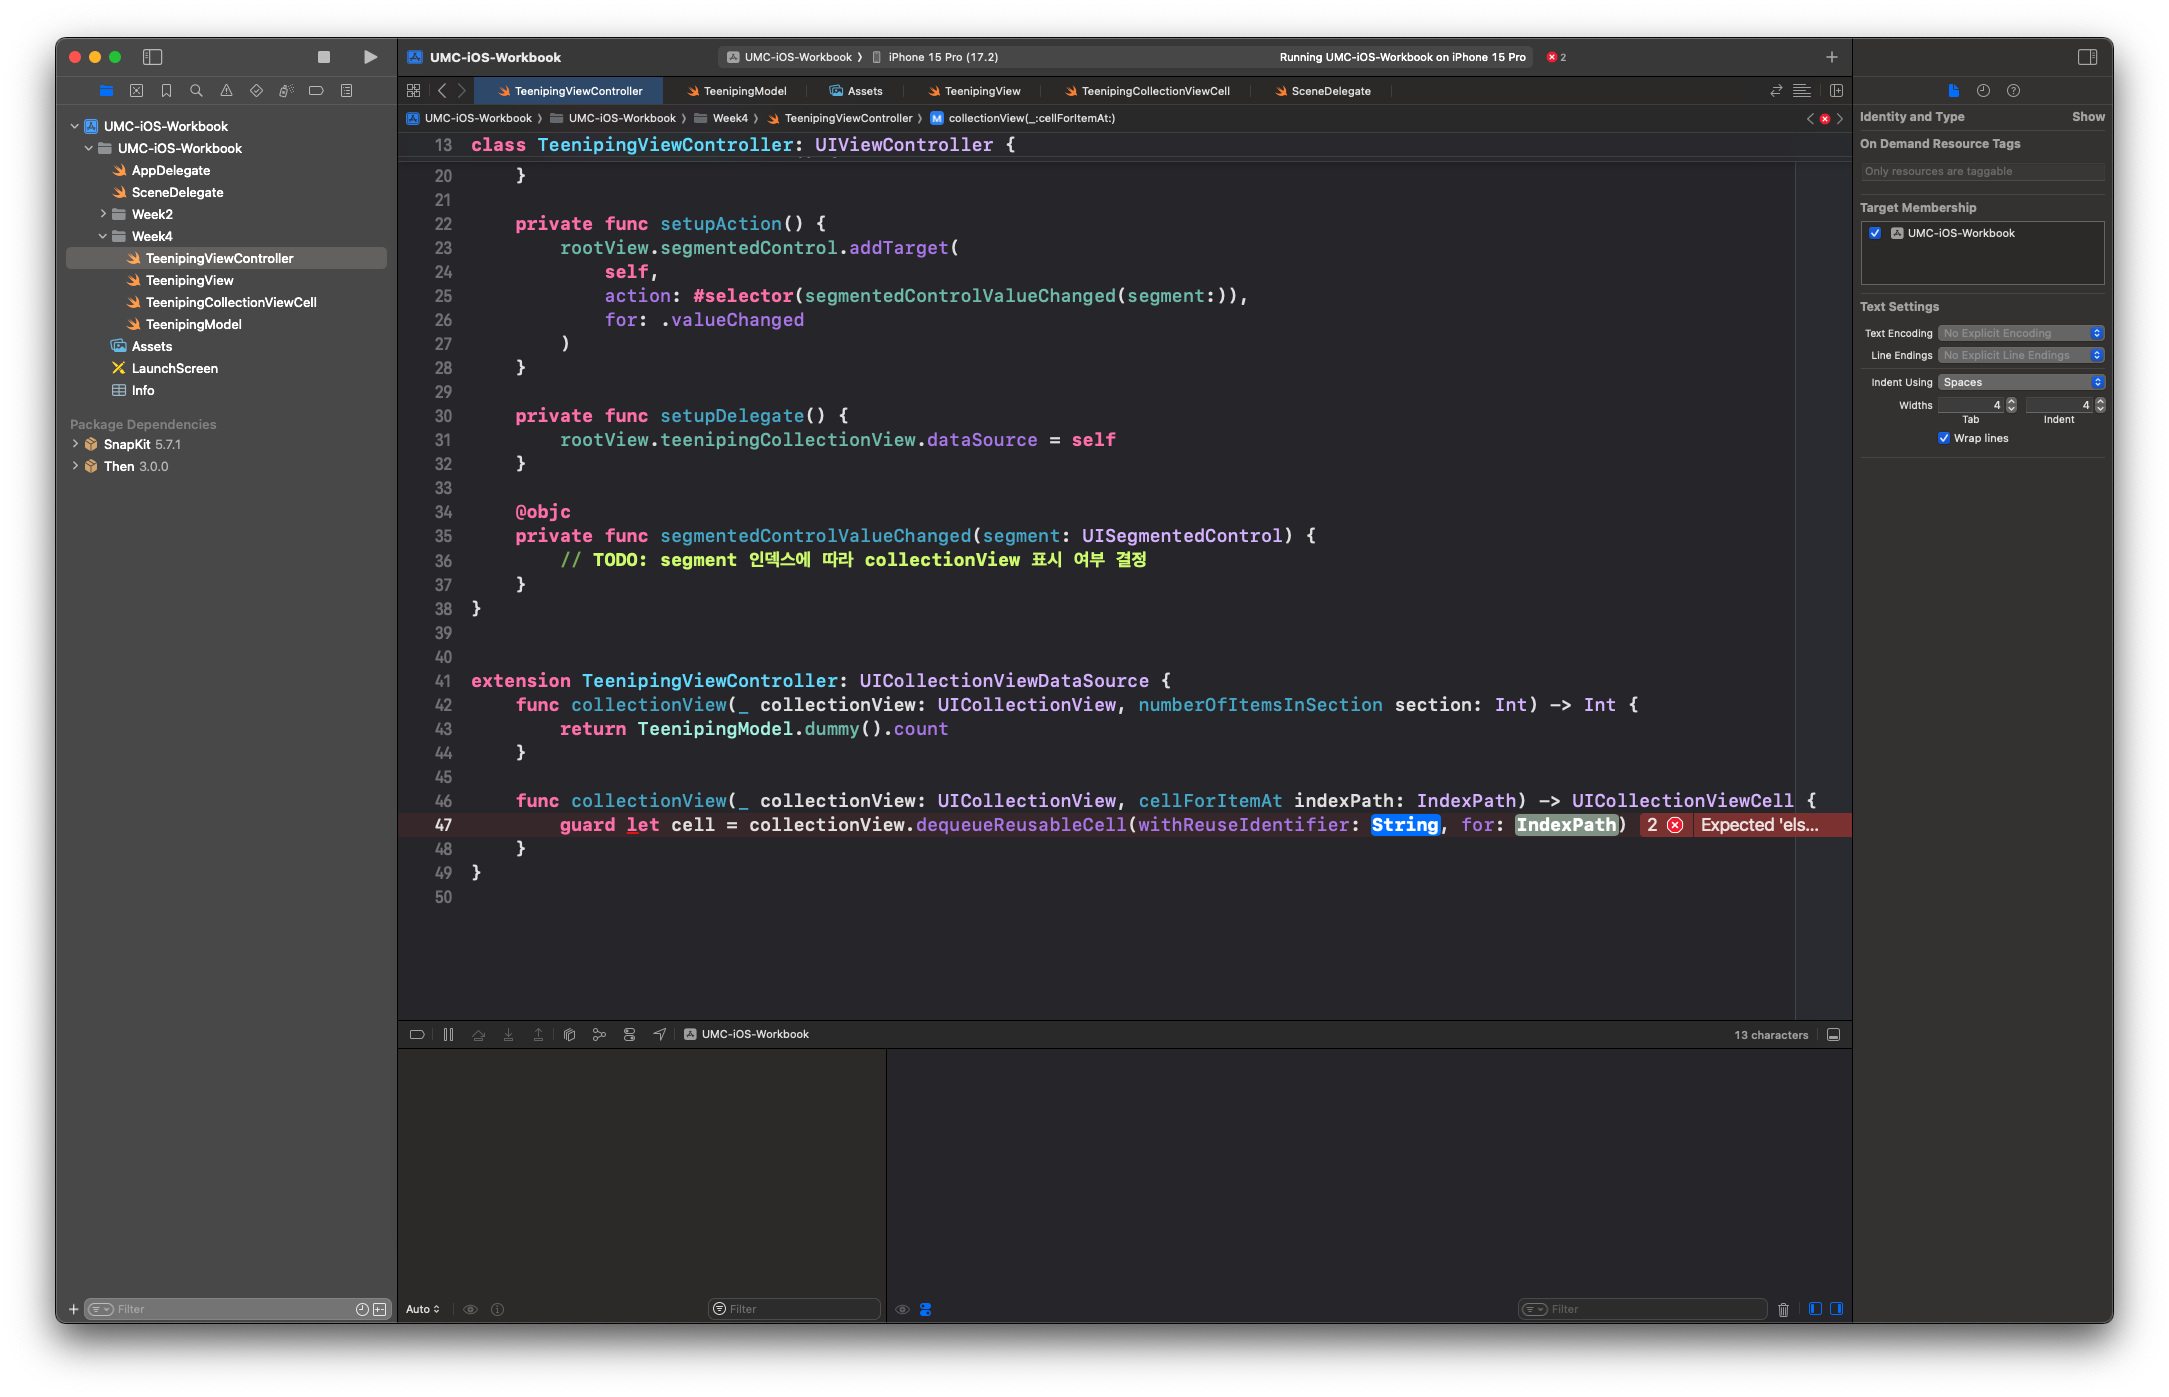 UMC-iOS-Workbook
UMC-iOS-Workbook 〉 iPhone 15 Pro (17.2)
Running UMC-iOS-Workbook on iPhone 15 Pro
2
TeenipingViewController
TeenipingModel
Assets
TeenipingView
TeenipingCollectionViewCell
SceneDelegate
UMC-iOS-Workbook 〉 UMC-iOS-Workbook 〉 Week4 〉 TeenipingViewController 〉 M collectionView(_:cellForItemAt:)
UMC-iOS-Workbook
UMC-iOS-Workbook
AppDelegate
SceneDelegate
Week2
Week4
TeenipingViewController
TeenipingView
TeenipingCollectionViewCell
TeenipingModel
Assets
LaunchScreen
Info
Package Dependencies
SnapKit 5.7.1
Then 3.0.0
Filter
13 class TeenipingViewController: UIViewController {
20     }
21
22     private func setupAction() {
23         rootView.segmentedControl.addTarget(
24             self,
25             action: #selector(segmentedControlValueChanged(segment:)),
26             for: .valueChanged
27         )
28     }
29
30     private func setupDelegate() {
31         rootView.teenipingCollectionView.dataSource = self
32     }
33
34     @objc
35     private func segmentedControlValueChanged(segment: UISegmentedControl) {
36         // TODO: segment 인덱스에 따라 collectionView 표시 여부 결정
37     }
38 }
39
40
41 extension TeenipingViewController: UICollectionViewDataSource {
42     func collectionView(_ collectionView: UICollectionView, numberOfItemsInSection section: Int) -> Int {
43         return TeenipingModel.dummy().count
44     }
45
46     func collectionView(_ collectionView: UICollectionView, cellForItemAt indexPath: IndexPath) -> UICollectionViewCell {
47         guard let cell = collectionView.dequeueReusableCell(withReuseIdentifier: String, for: IndexPath) 2 Expected 'els...
48     }
49 }
50
UMC-iOS-Workbook
13 characters
Auto
Filter
Filter
Identity and Type Show
On Demand Resource Tags
Only resources are taggable
Target Membership
UMC-iOS-Workbook
Text Settings
Text Encoding No Explicit Encoding
Line Endings No Explicit Line Endings
Indent Using Spaces
Widths 4 4
Tab Indent
Wrap lines